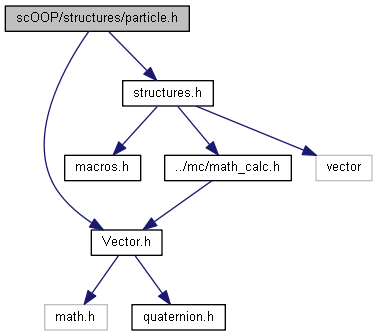 scOOP/structures/particle.h
structures.h
macros.h
../mc/math_calc.h
vector
Vector.h
math.h
quaternion.h